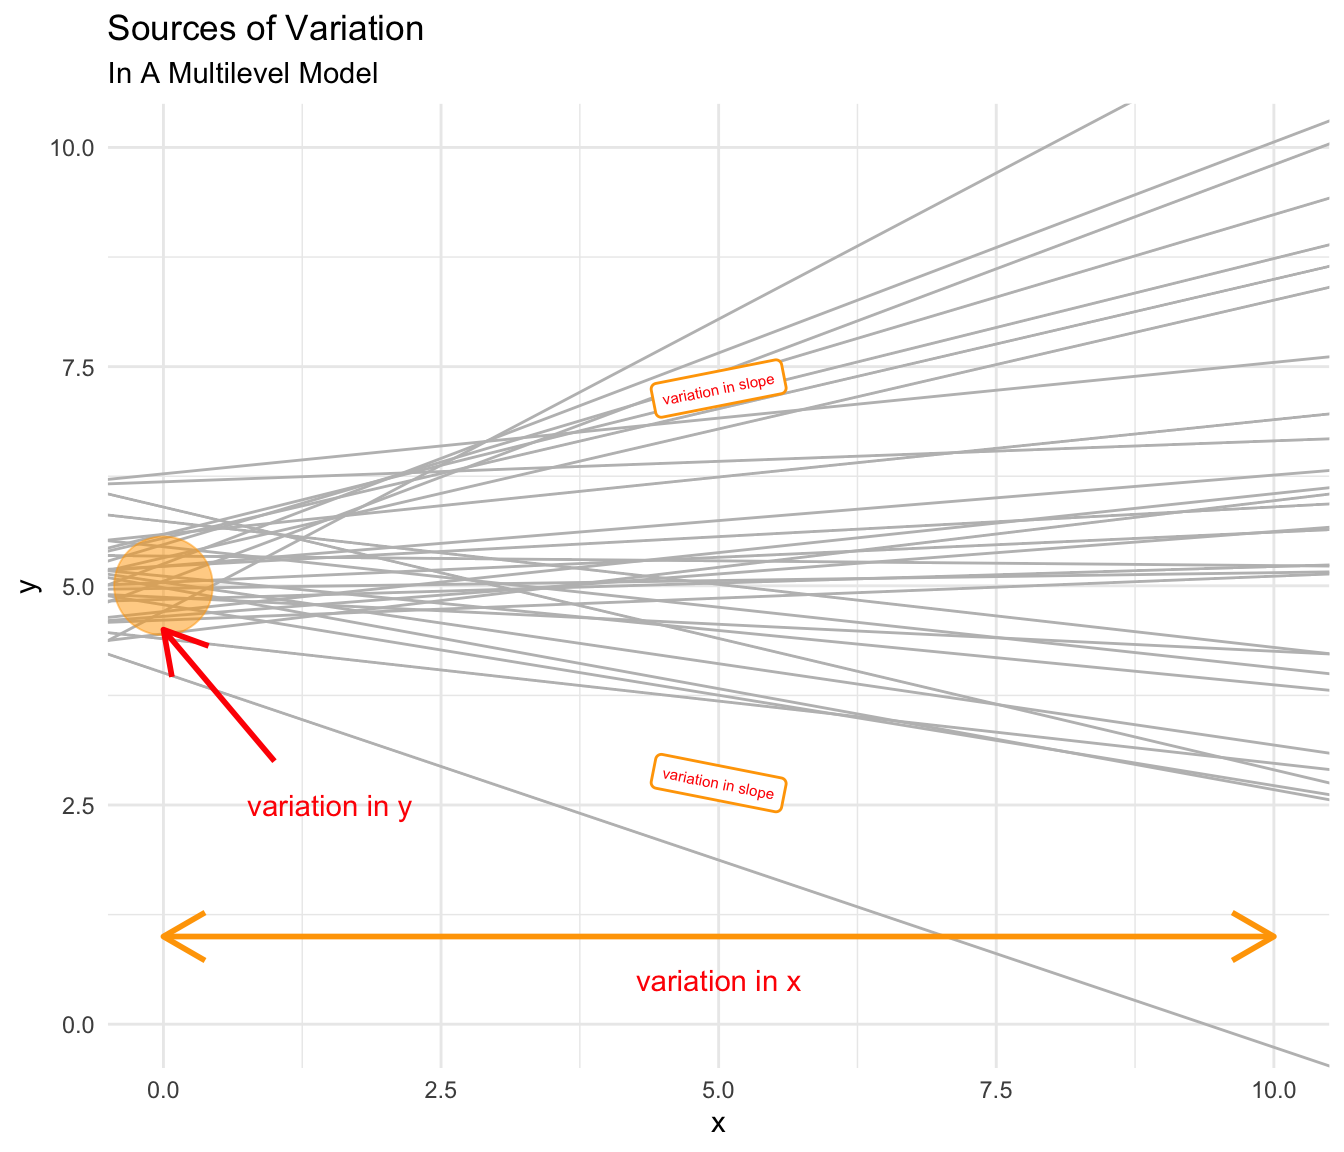 Sources of Variation
In A Multilevel Model
10.0
7.5
variation in slope
5.0
y
variation in slope
2.5
variation in y
variation in x
0.0
0.0 2.5 5.0 7.5 10.0
x